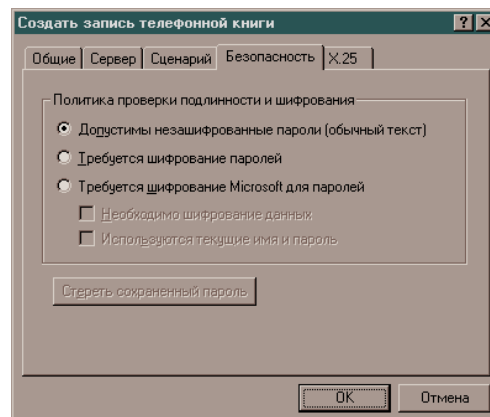 Создать запись телефонной книги
Общие Сервер Сценарий Безопасность X.25
Политика проверки подлинности и шифрования
Допустимы незашифрованные пароли (обычный текст)
Требуется шифрование паролей
Требуется шифрование Microsoft для паролей
Необходимо шифрование данных
Используются текущие имя и пароль
Стереть сохраненный пароль
OK Отмена